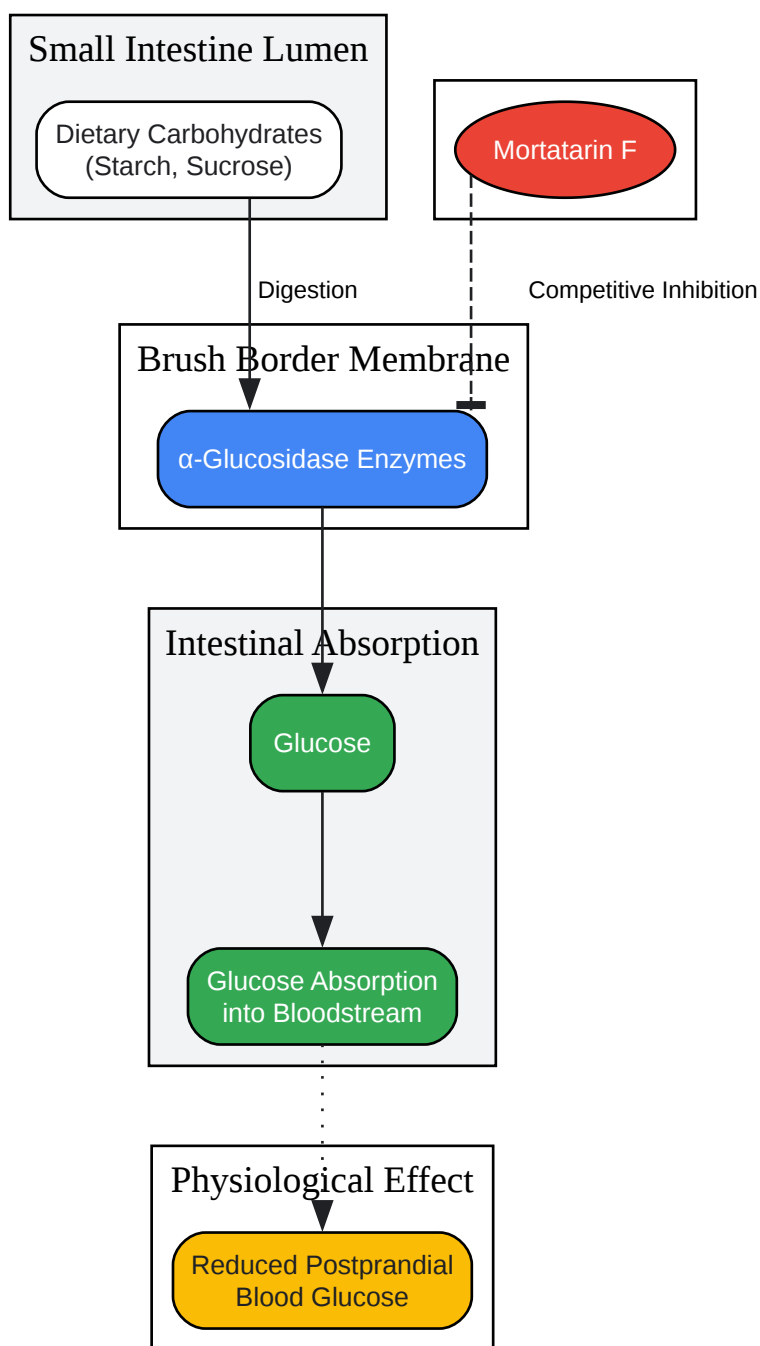 Small Intestine Lumen
Dietary Carbohydrates
(Starch, Sucrose)
Mortatarin F
Digestion
Competitive Inhibition
Brush Border Membrane
α-Glucosidase Enzymes
Intestinal Absorption
Glucose
Glucose Absorption
into Bloodstream
Physiological Effect
Reduced Postprandial
Blood Glucose